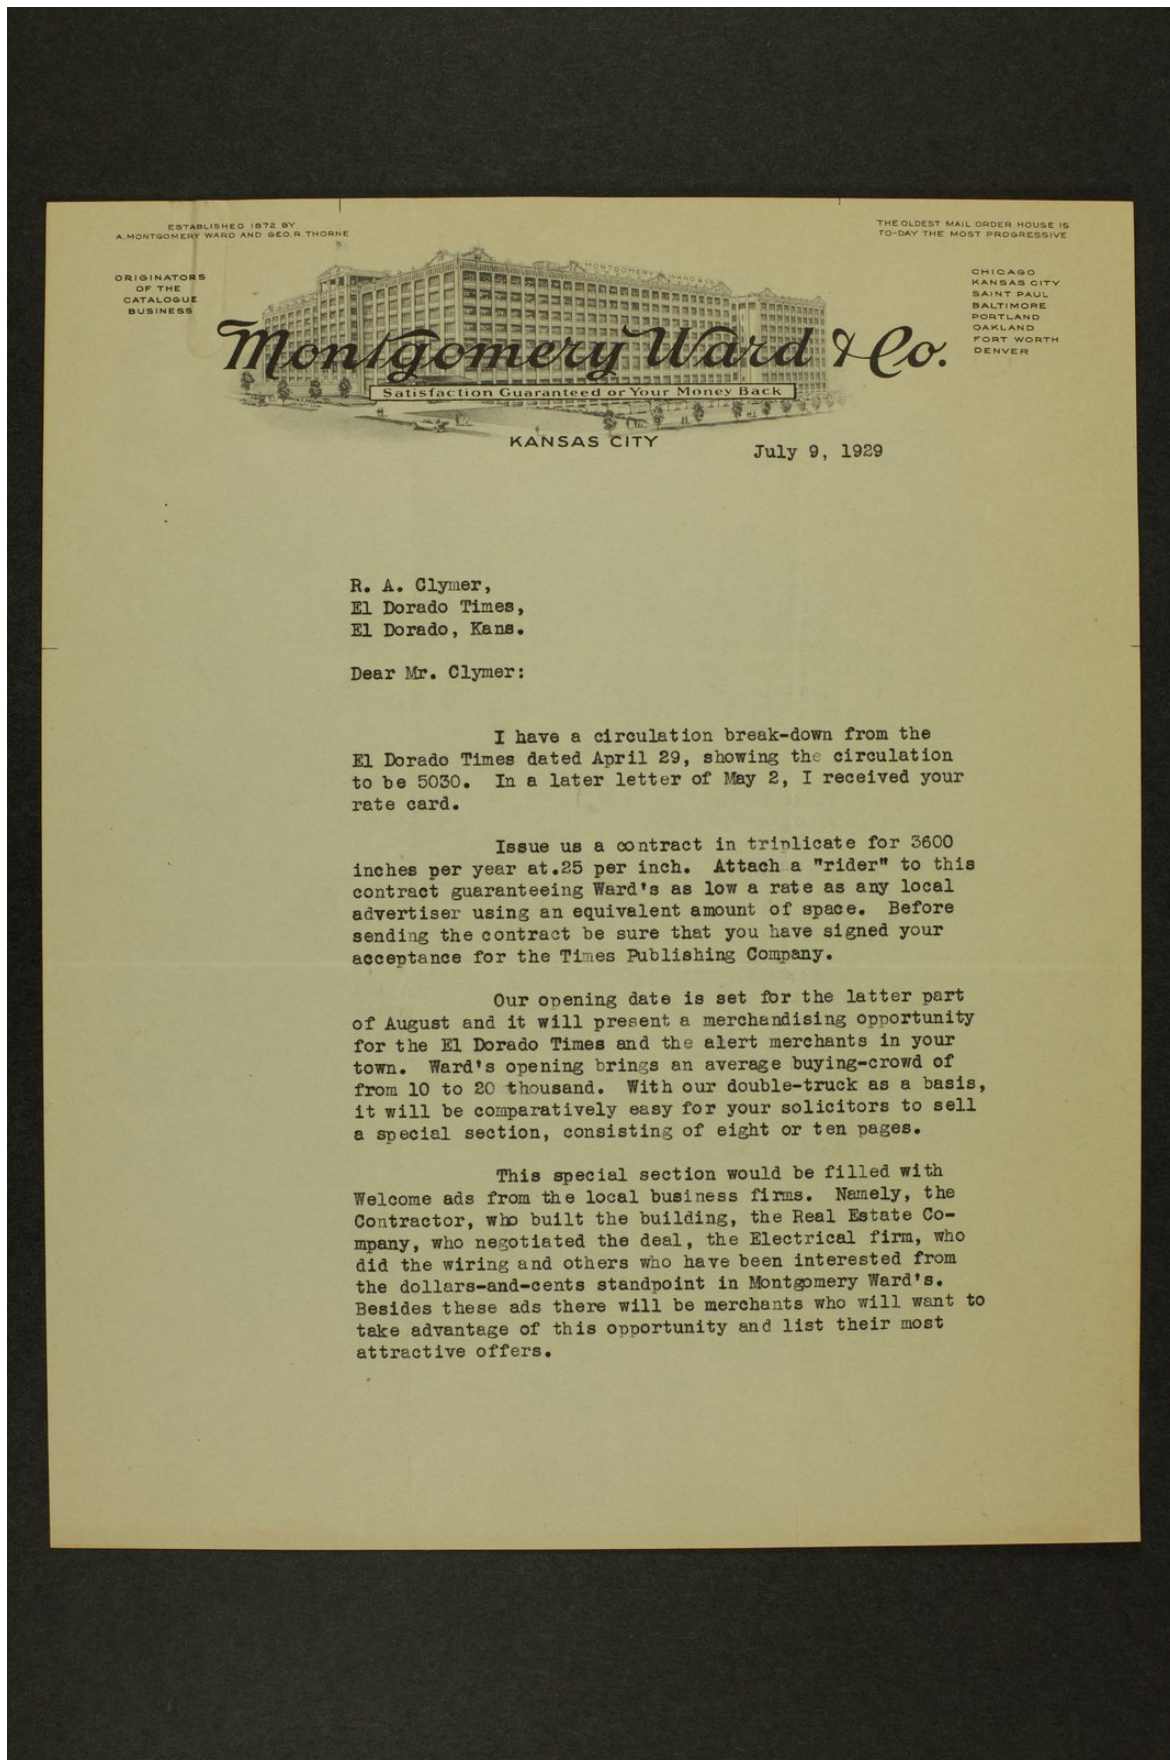 ESTABLISHED 1872 BY
A. MONTGOMERY WARD AND GEO. R. THORNE
THE OLDEST MAIL ORDER HOUSE IS
TO-DAY THE MOST PROGRESSIVE
ORIGINATORS
OF THE
CATALOGUE
BUSINESS
CHICAGO
KANSAS CITY
SAINT PAUL
BALTIMORE
PORTLAND
OAKLAND
FORT WORTH
DENVER
MONTGOMERY WARD & CO
Montgomery Ward & Co.
Satisfaction Guaranteed or Your Money Back
KANSAS CITY
July 9, 1929
R. A. Clymer,
El Dorado Times,
El Dorado, Kans.
Dear Mr. Clymer:
I have a circulation break-down from the
El Dorado Times dated April 29, showing the circulation
to be 5030. In a later letter of May 2, I received your
rate card.
Issue us a contract in triplicate for 3600
inches per year at .25 per inch. Attach a "rider" to this
contract guaranteeing Ward's as low a rate as any local
advertiser using an equivalent amount of space. Before
sending the contract be sure that you have signed your
acceptance for the Times Publishing Company.
Our opening date is set for the latter part
of August and it will present a merchandising opportunity
for the El Dorado Times and the alert merchants in your
town. Ward's opening brings an average buying-crowd of
from 10 to 20 thousand. With our double-truck as a basis,
it will be comparatively easy for your solicitors to sell
a special section, consisting of eight or ten pages.
This special section would be filled with
Welcome ads from the local business firms. Namely, the
Contractor, who built the building, the Real Estate Co-
mpany, who negotiated the deal, the Electrical firm, who
did the wiring and others who have been interested from
the dollars-and-cents standpoint in Montgomery Ward's.
Besides these ads there will be merchants who will want to
take advantage of this opportunity and list their most
attractive offers.